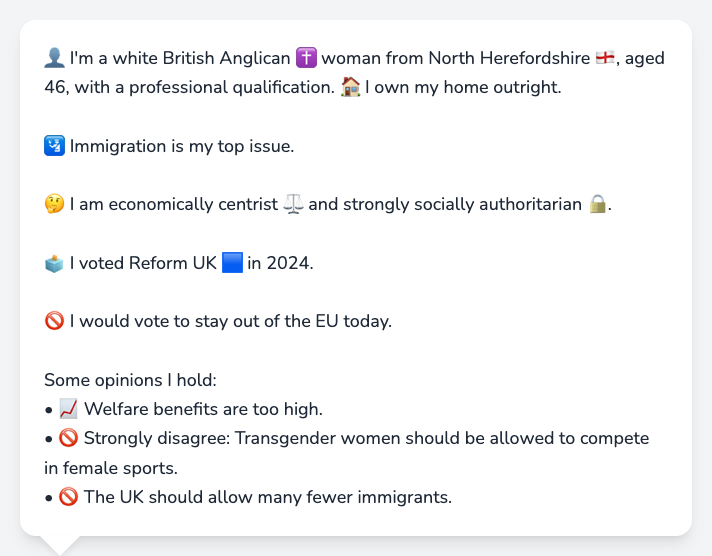 👤 I'm a white British Anglican ✝️ woman from North Herefordshire 🏴󠁧󠁢󠁥󠁮󠁧󠁿, aged
46, with a professional qualification. 🏠 I own my home outright.
🛂 Immigration is my top issue.
🤔 I am economically centrist ⚖️ and strongly socially authoritarian 🔒.
🗳️ I voted Reform UK 🟦 in 2024.
🚫 I would vote to stay out of the EU today.
Some opinions I hold:
• 📈 Welfare benefits are too high.
• 🚫 Strongly disagree: Transgender women should be allowed to compete
in female sports.
• 🚫 The UK should allow many fewer immigrants.